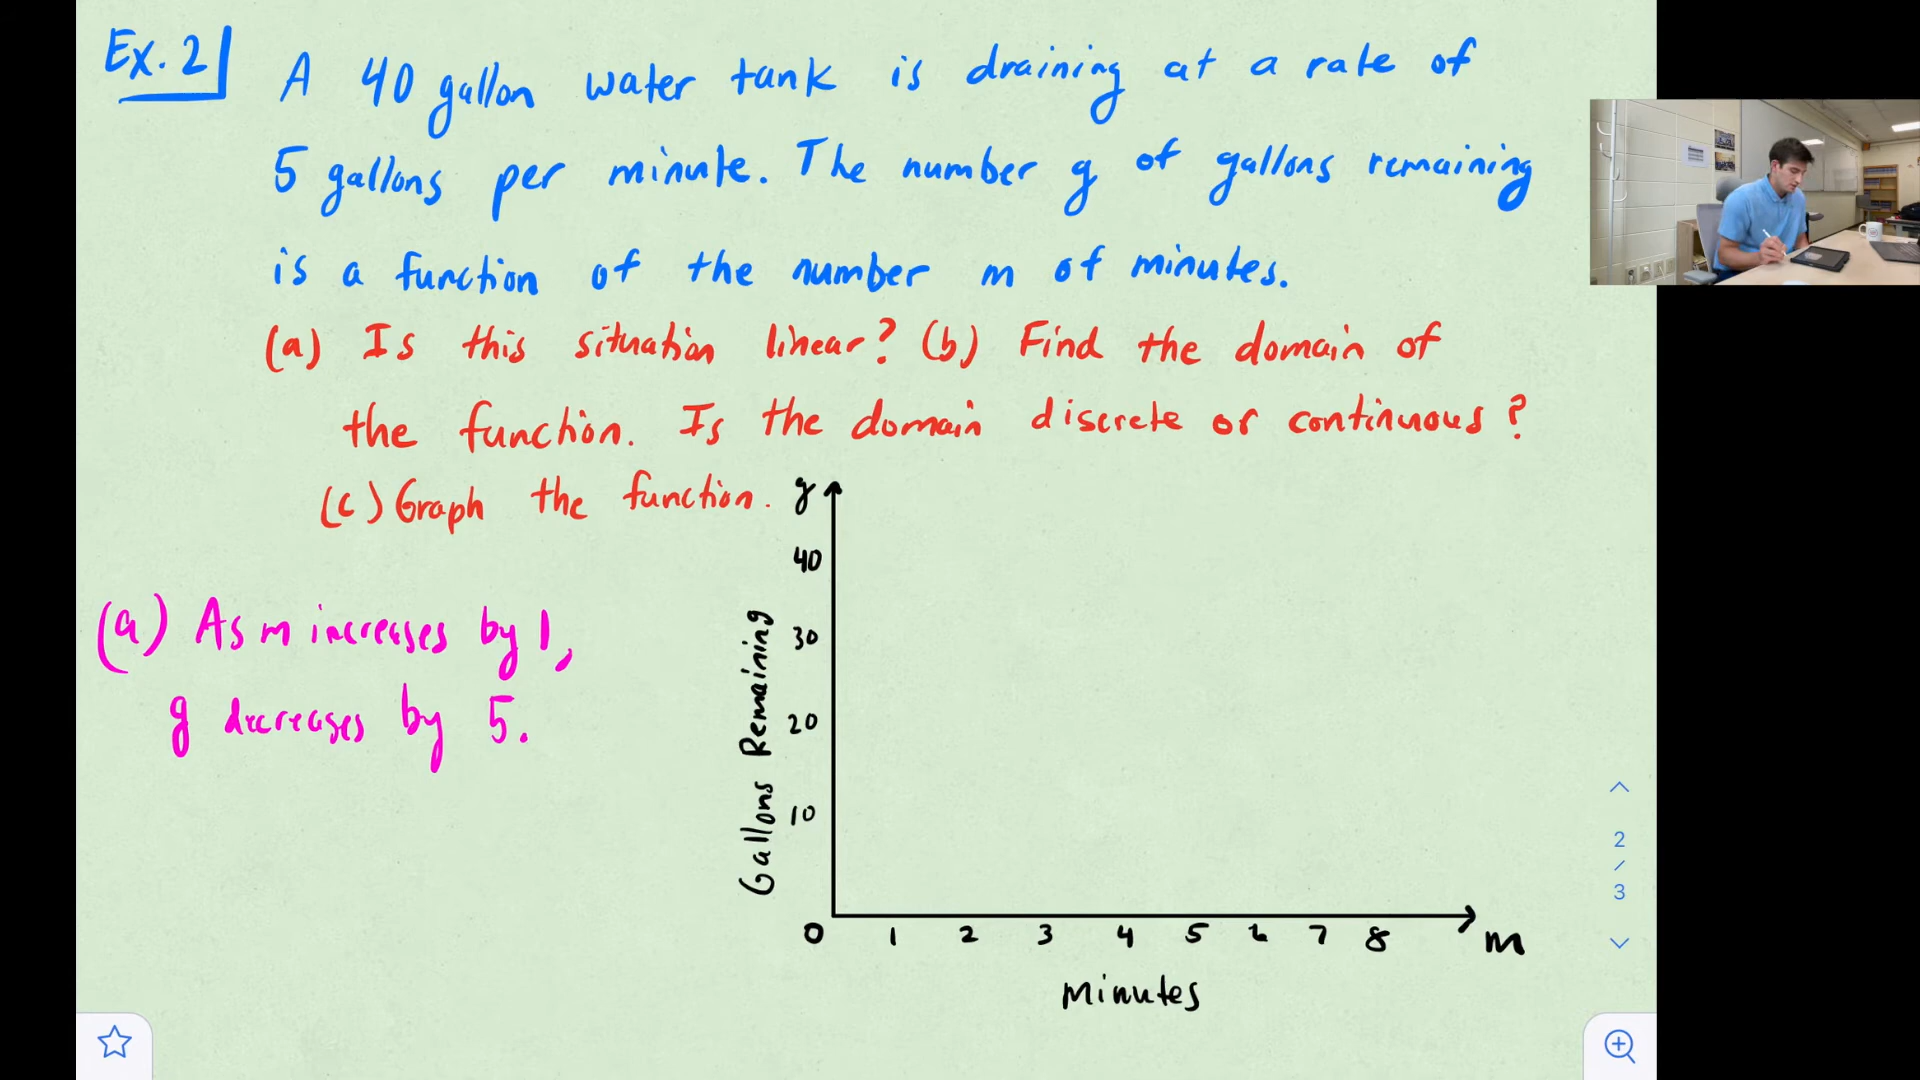 Ex. 2
A 40 gallon water tank is draining at a rate of
5 gallons per minute. The number g of gallons remaining
is a function of the number m of minutes.
(a) Is this situation linear? (b) Find the domain of
the function. Is the domain discrete or continuous?
(c) Graph the function.
g
40
30
20
10
0
Gallons Remaining
(a) As m increases by 1,
g decreases by 5.
1 2 3 4 5 6 7 8
m
Minutes
2
/
3